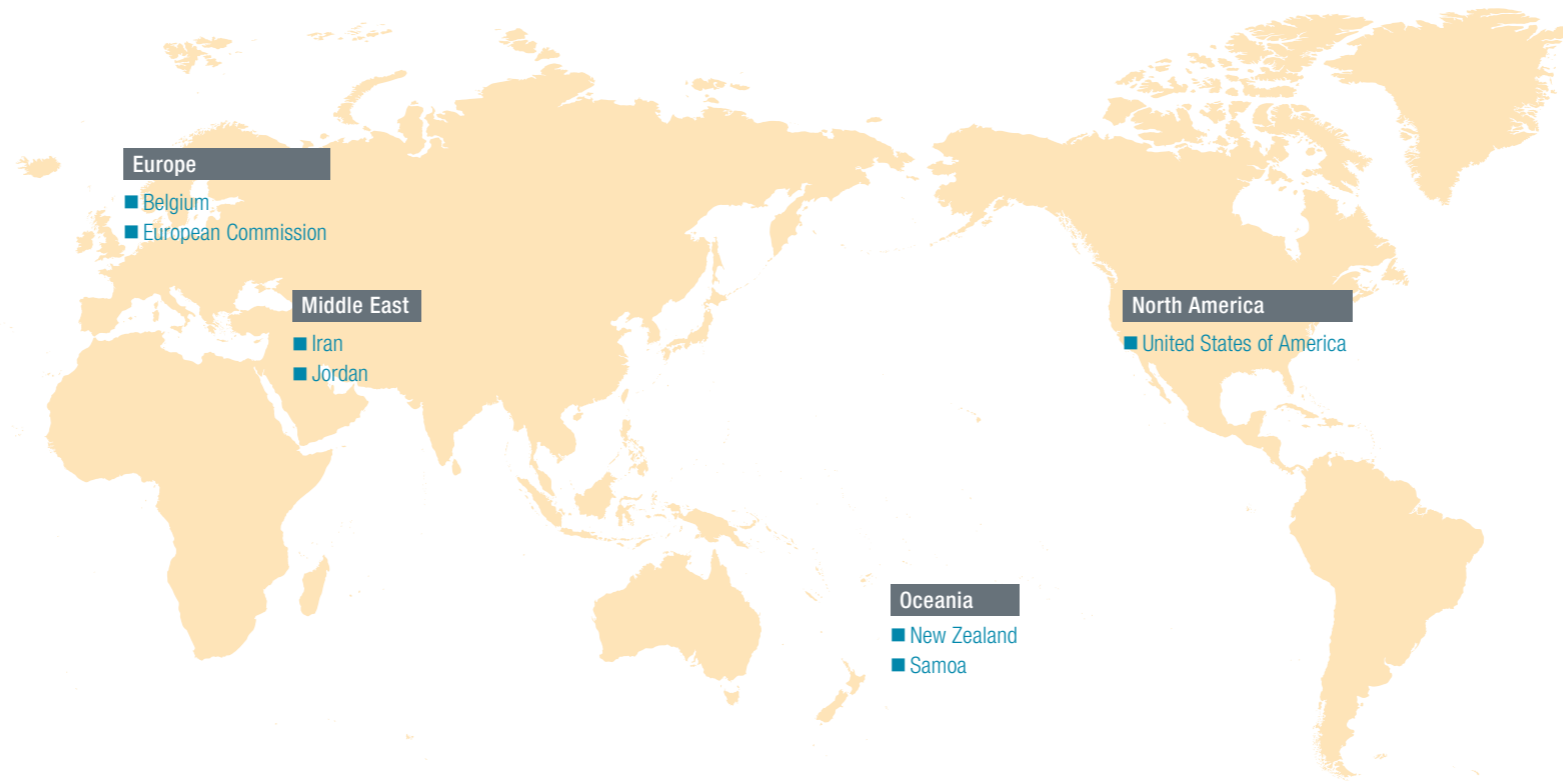 Europe
Belgium
European Commission
Middle East
Iran
Jordan
North America
United States of America
Oceania
New Zealand
Samoa